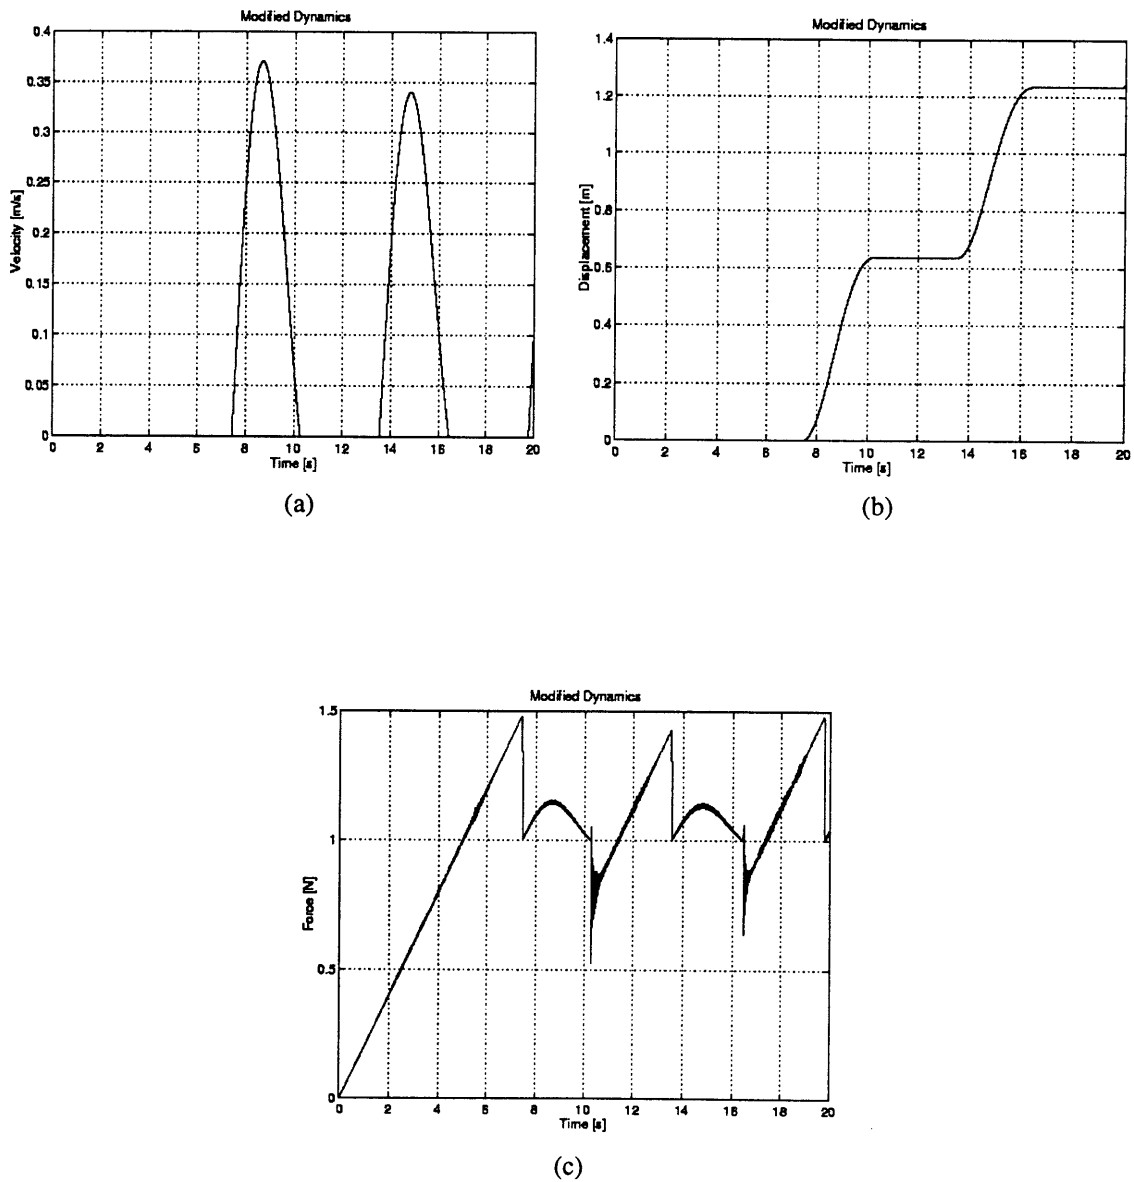 Modified Dynamics
0.4
0.35
0.3
0.25
0.2
0.15
0.1
0.05
0
Velocity [m/s]
0 2 4 6 8 10 12 14 16 18 20
Time [s]
(a)
Modified Dynamics
1.4
1.2
1
0.8
0.6
0.4
0.2
0
Displacement [m]
0 2 4 6 8 10 12 14 16 18 20
Time [s]
(b)
Modified Dynamics
1.5
1
0.5
0
Force [N]
0 2 4 6 8 10 12 14 16 18 20
Time [s]
(c)